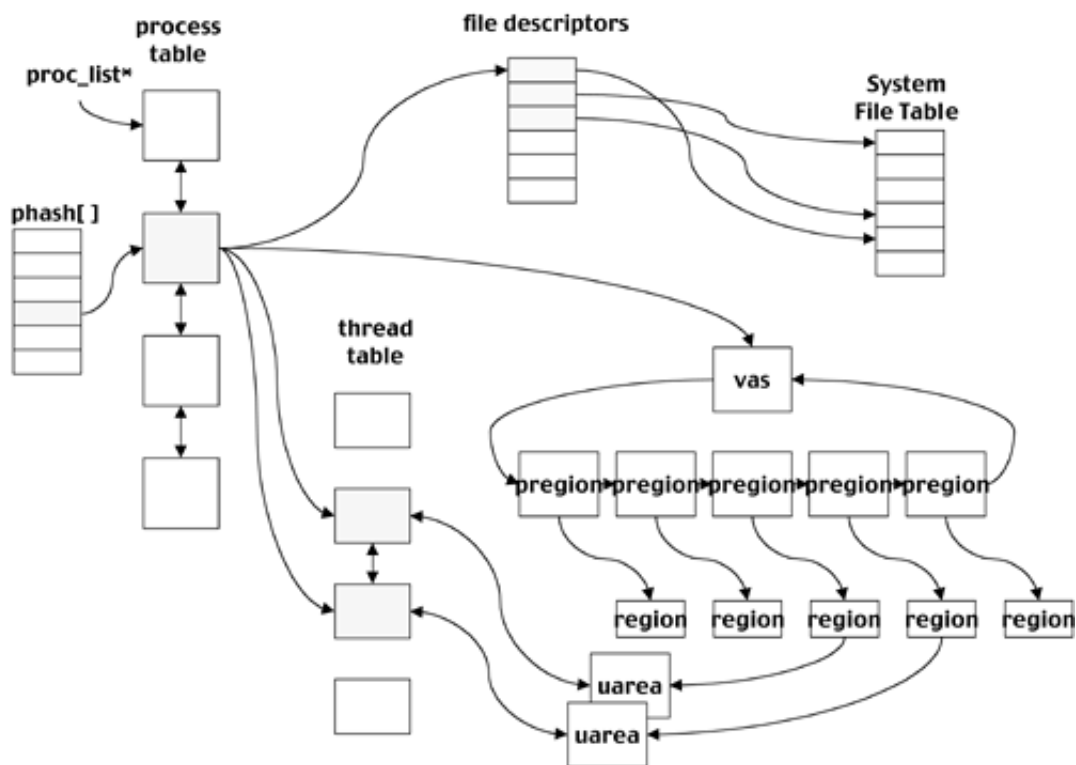 process
table
file descriptors
proc_list*
System
File Table
phash[ ]
thread
table
vas
pregion pregion pregion pregion pregion
region region region region region
uarea
uarea